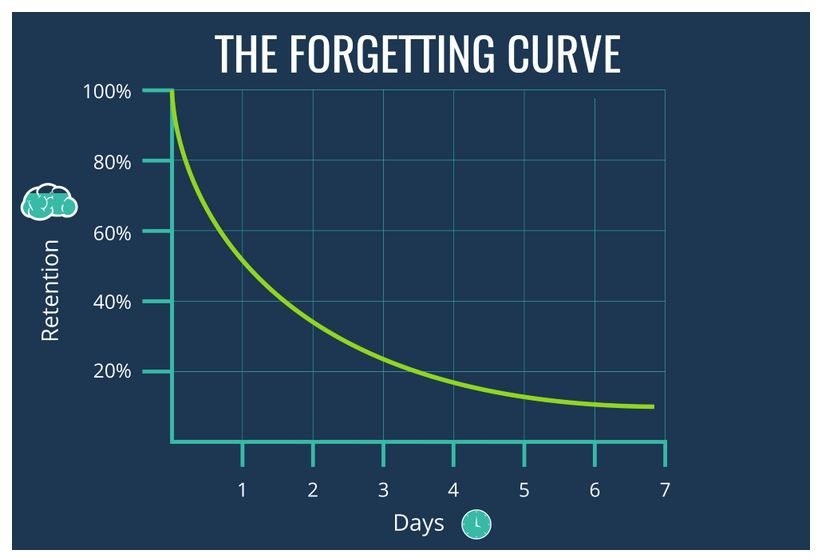 THE FORGETTING CURVE
100%
80%
60%
40%
20%
Retention
1 2 3 4 5 6 7
Days